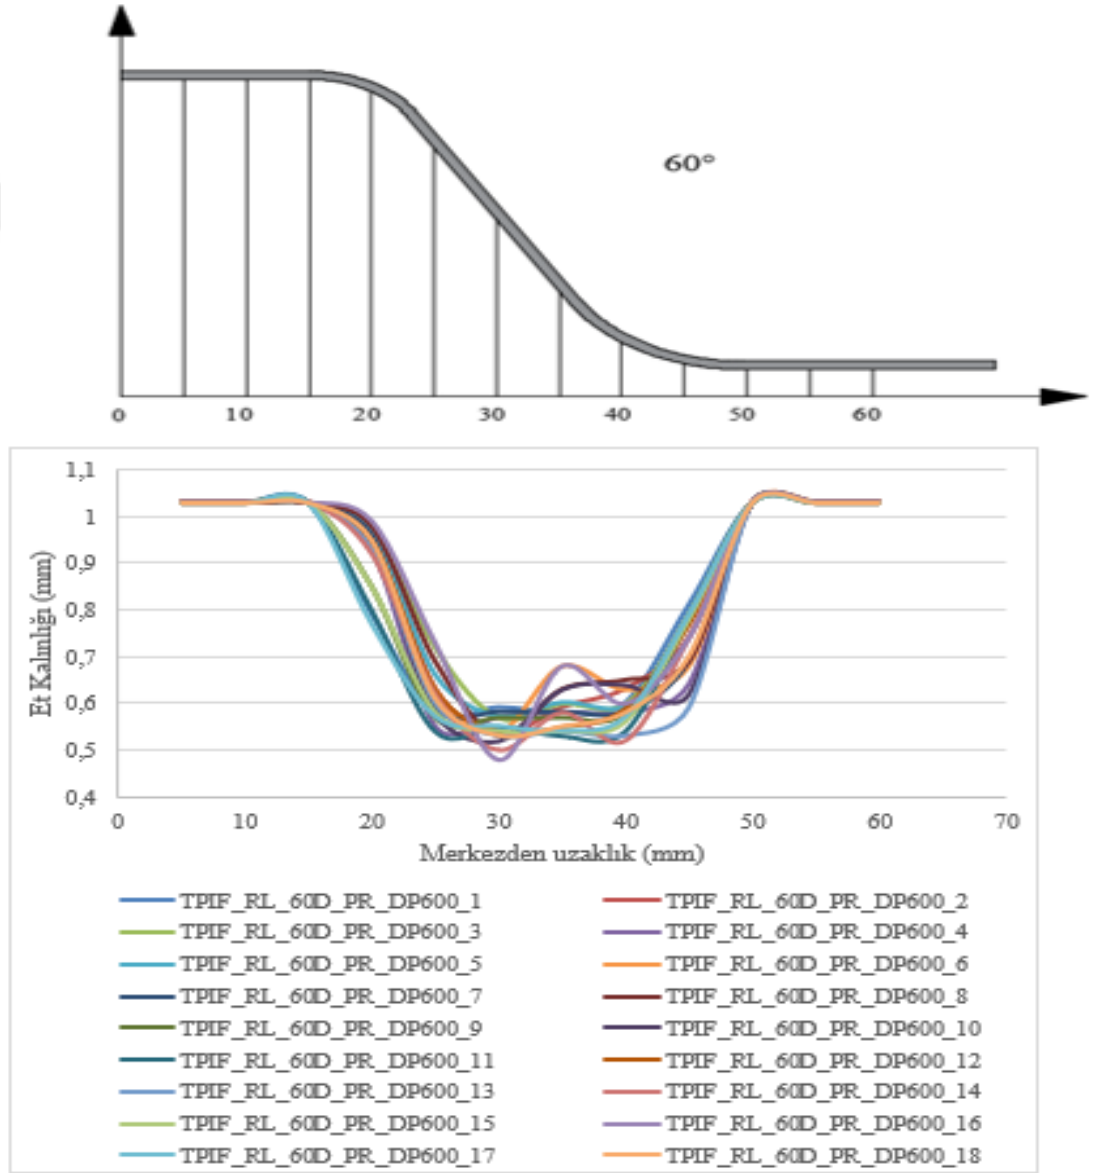 60°
0 10 20 30 40 50 60
1,1
1
0,9
0,8
0,7
0,6
0,5
0,4
Et Kalınlığı (mm)
0 10 20 30 40 50 60 70
Merkezden uzaklık (mm)
TPIF_RL_60D_PR_DP600_1 TPIF_RL_60D_PR_DP600_2
TPIF_RL_60D_PR_DP600_3 TPIF_RL_60D_PR_DP600_4
TPIF_RL_60D_PR_DP600_5 TPIF_RL_60D_PR_DP600_6
TPIF_RL_60D_PR_DP600_7 TPIF_RL_60D_PR_DP600_8
TPIF_RL_60D_PR_DP600_9 TPIF_RL_60D_PR_DP600_10
TPIF_RL_60D_PR_DP600_11 TPIF_RL_60D_PR_DP600_12
TPIF_RL_60D_PR_DP600_13 TPIF_RL_60D_PR_DP600_14
TPIF_RL_60D_PR_DP600_15 TPIF_RL_60D_PR_DP600_16
TPIF_RL_60D_PR_DP600_17 TPIF_RL_60D_PR_DP600_18